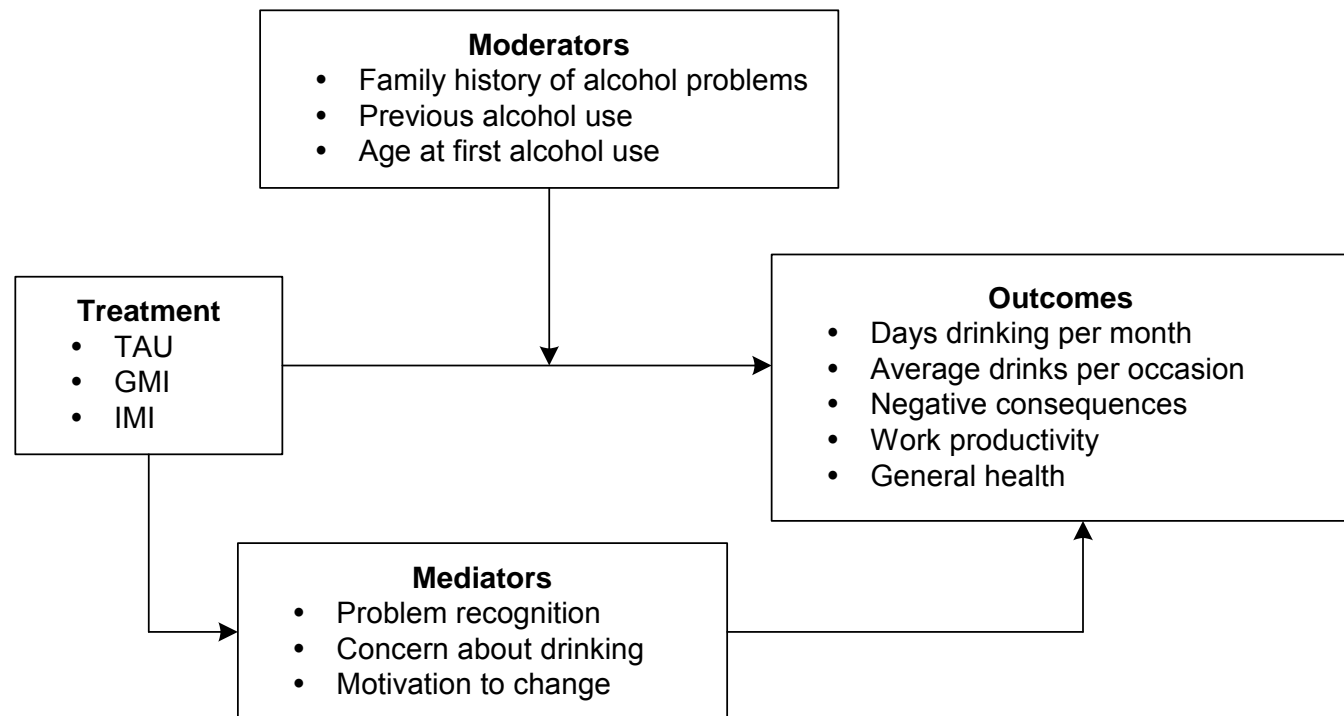 Moderators
• Family history of alcohol problems
• Previous alcohol use
• Age at first alcohol use
Treatment
• TAU
• GMI
• IMI
Outcomes
• Days drinking per month
• Average drinks per occasion
• Negative consequences
• Work productivity
• General health
Mediators
• Problem recognition
• Concern about drinking
• Motivation to change